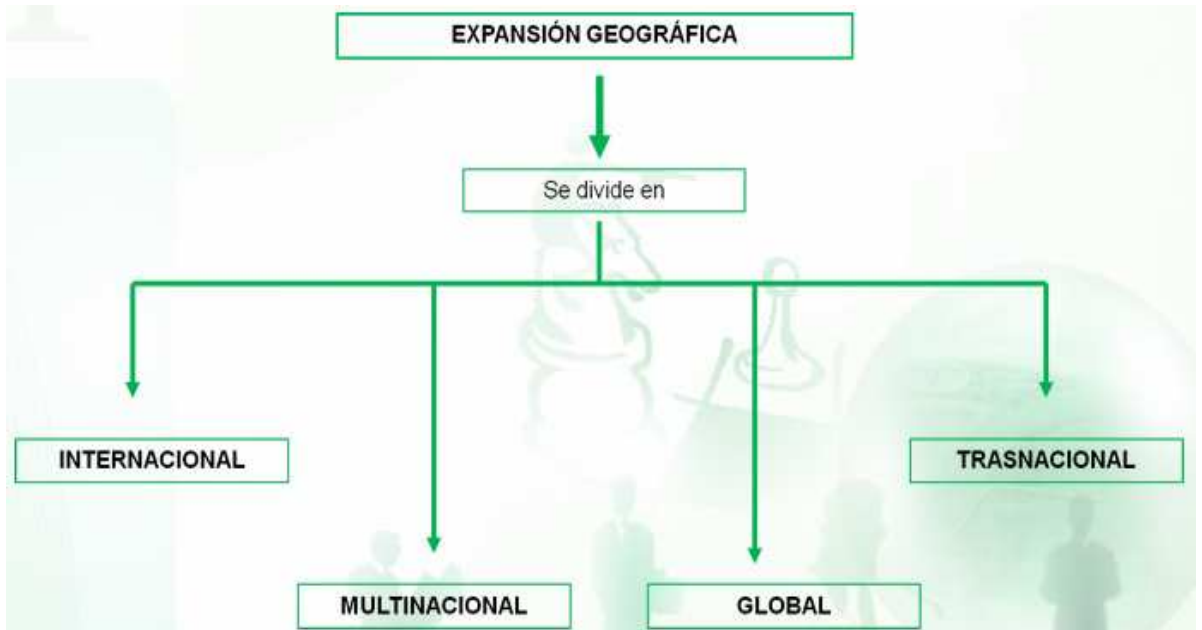 EXPANSIÓN GEOGRÁFICA
Se divide en
INTERNACIONAL
TRASNACIONAL
MULTINACIONAL
GLOBAL